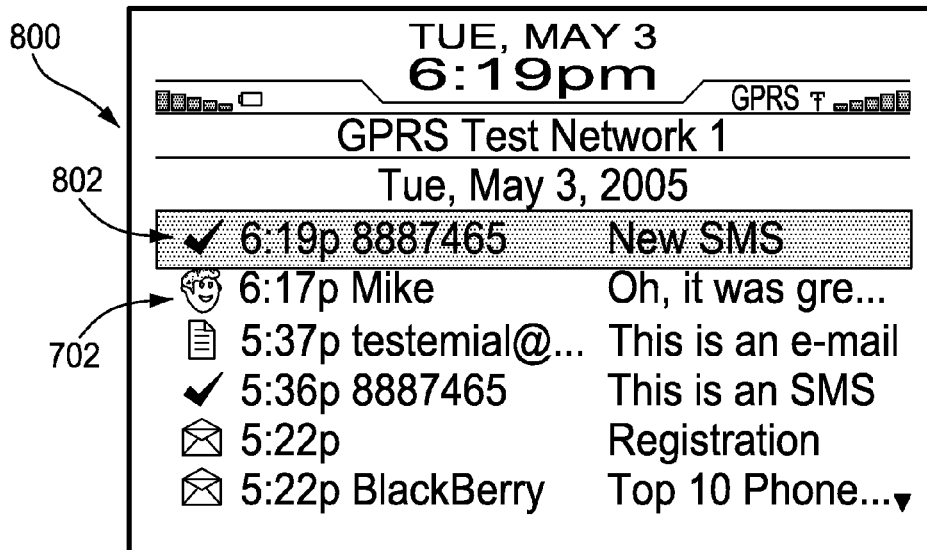 800
TUE, MAY 3
6:19pm
GPRS
GPRS Test Network 1
802
Tue, May 3, 2005
6:19p 8887465 New SMS
6:17p Mike Oh, it was gre...
702
5:37p testemial@... This is an e-mail
5:36p 8887465 This is an SMS
5:22p Registration
5:22p BlackBerry Top 10 Phone...